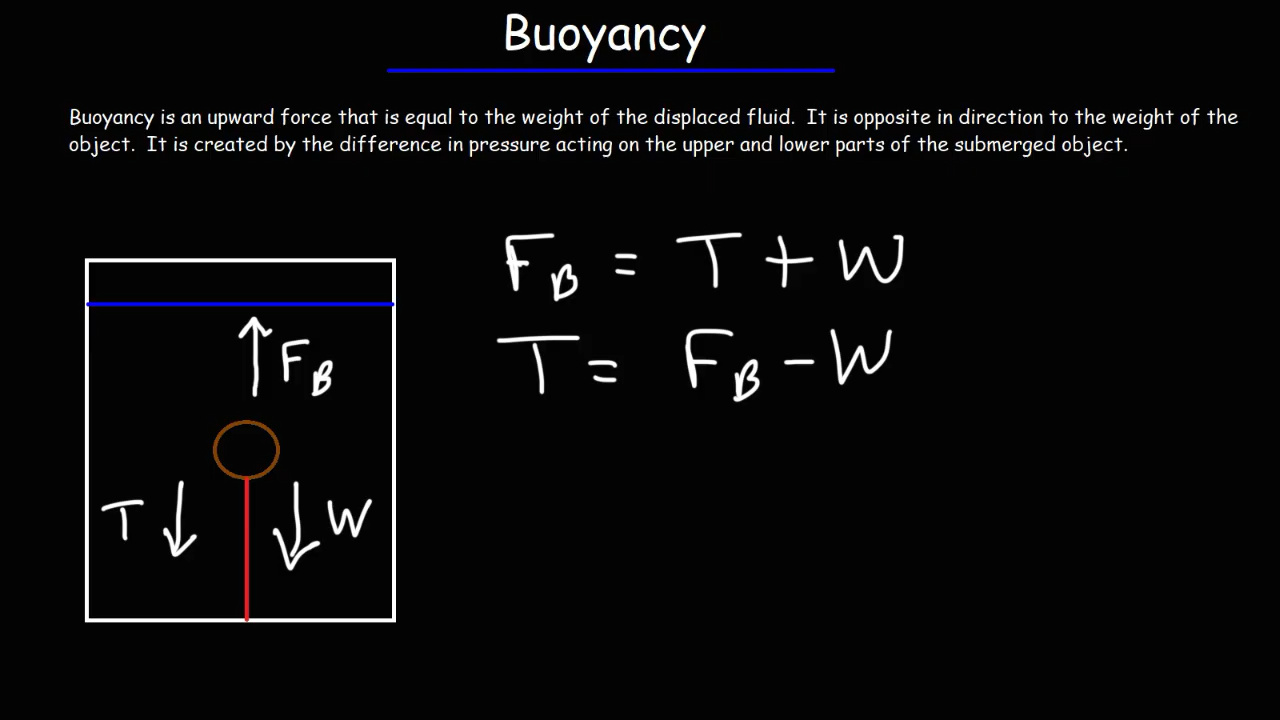 Buoyancy
Buoyancy is an upward force that is equal to the weight of the displaced fluid. It is opposite in direction to the weight of the
object. It is created by the difference in pressure acting on the upper and lower parts of the submerged object.
F_B = T + W
T = F_B - W
F_B
T
W